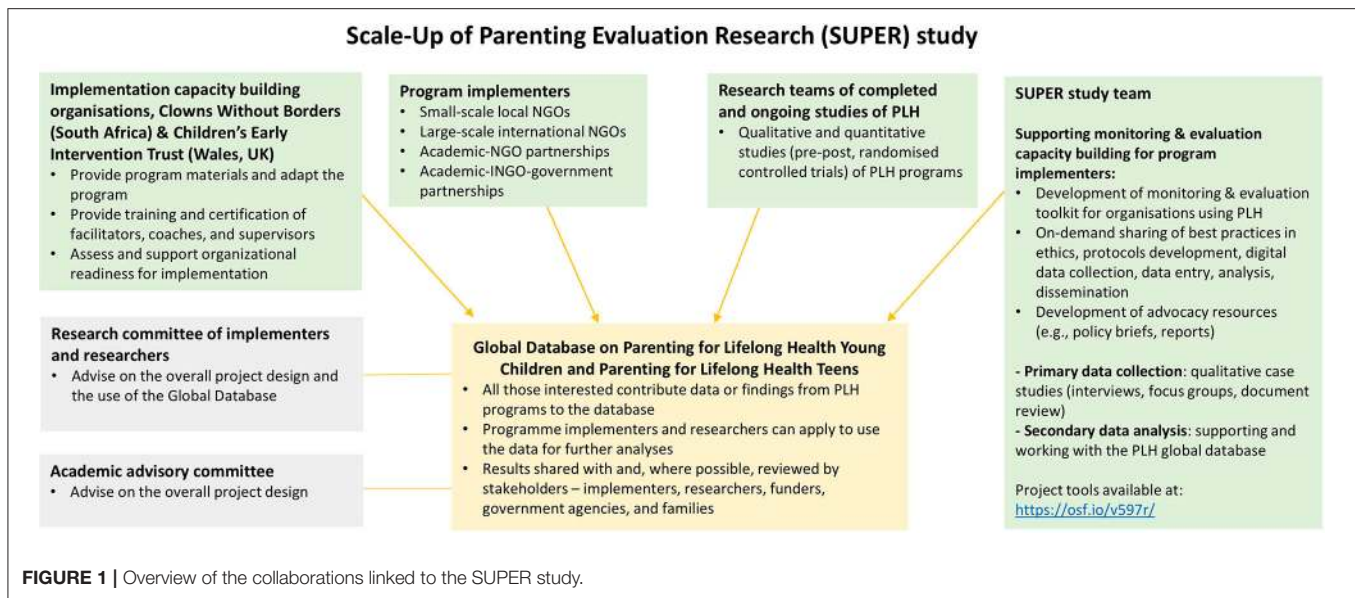 Scale-Up of Parenting Evaluation Research (SUPER) study
Implementation capacity building
organisations, Clowns Without Borders
(South Africa) & Children's Early
Intervention Trust (Wales, UK)
• Provide program materials and adapt the
program
• Provide training and certification of
facilitators, coaches, and supervisors
• Assess and support organizational
readiness for implementation
Program implementers
• Small-scale local NGOs
• Large-scale international NGOs
• Academic-NGO partnerships
• Academic-INGO-government
partnerships
Research teams of completed
and ongoing studies of PLH
• Qualitative and quantitative
studies (pre-post, randomised
controlled trials) of PLH programs
SUPER study team
Supporting monitoring & evaluation
capacity building for program
implementers:
• Development of monitoring & evaluation
toolkit for organisations using PLH
• On-demand sharing of best practices in
ethics, protocols development, digital
data collection, data entry, analysis,
dissemination
• Development of advocacy resources
(e.g., policy briefs, reports)
- Primary data collection: qualitative case
studies (interviews, focus groups, document
review)
- Secondary data analysis: supporting and
working with the PLH global database
Project tools available at:
https://osf.io/v597r/
Research committee of implementers
and researchers
• Advise on the overall project design and
the use of the Global Database
Academic advisory committee
• Advise on the overall project design
Global Database on Parenting for Lifelong Health Young
Children and Parenting for Lifelong Health Teens
• All those interested contribute data or findings from PLH
programs to the database
• Programme implementers and researchers can apply to use
the data for further analyses
• Results shared with and, where possible, reviewed by
stakeholders – implementers, researchers, funders,
government agencies, and families
FIGURE 1 | Overview of the collaborations linked to the SUPER study.